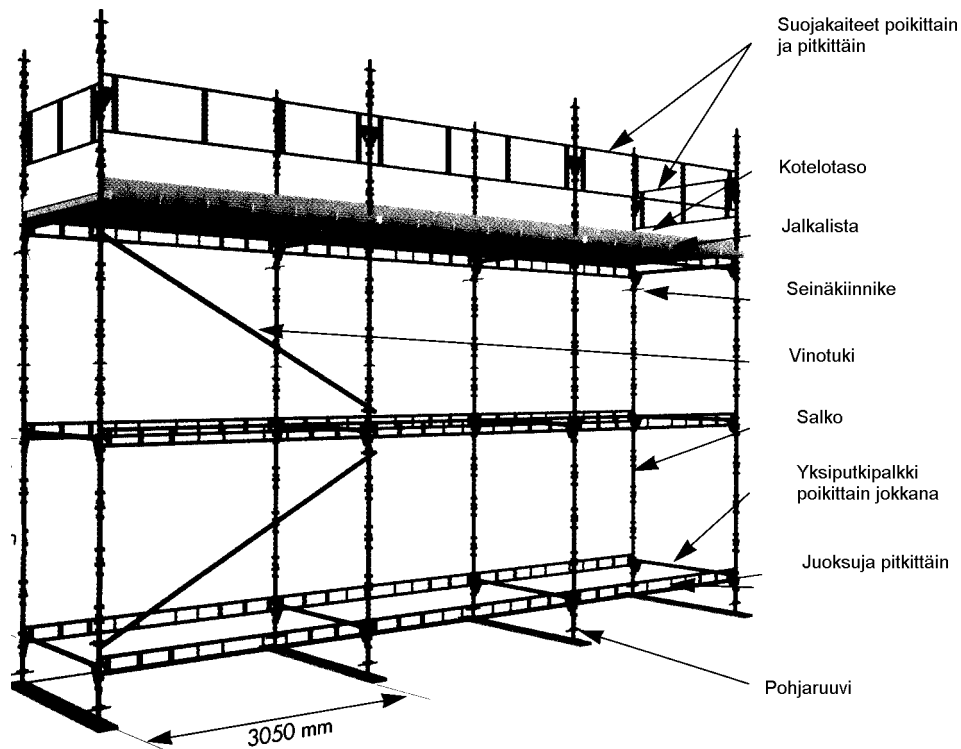 Suojakaiteet poikittain
ja pitkittäin
Kotelotaso
Jalkalista
Seinäkiinnike
Vinotuki
Salko
Yksiputkipalkki
poikittain jokkana
Juoksuja pitkittäin
Pohjaruuvi
3050 mm